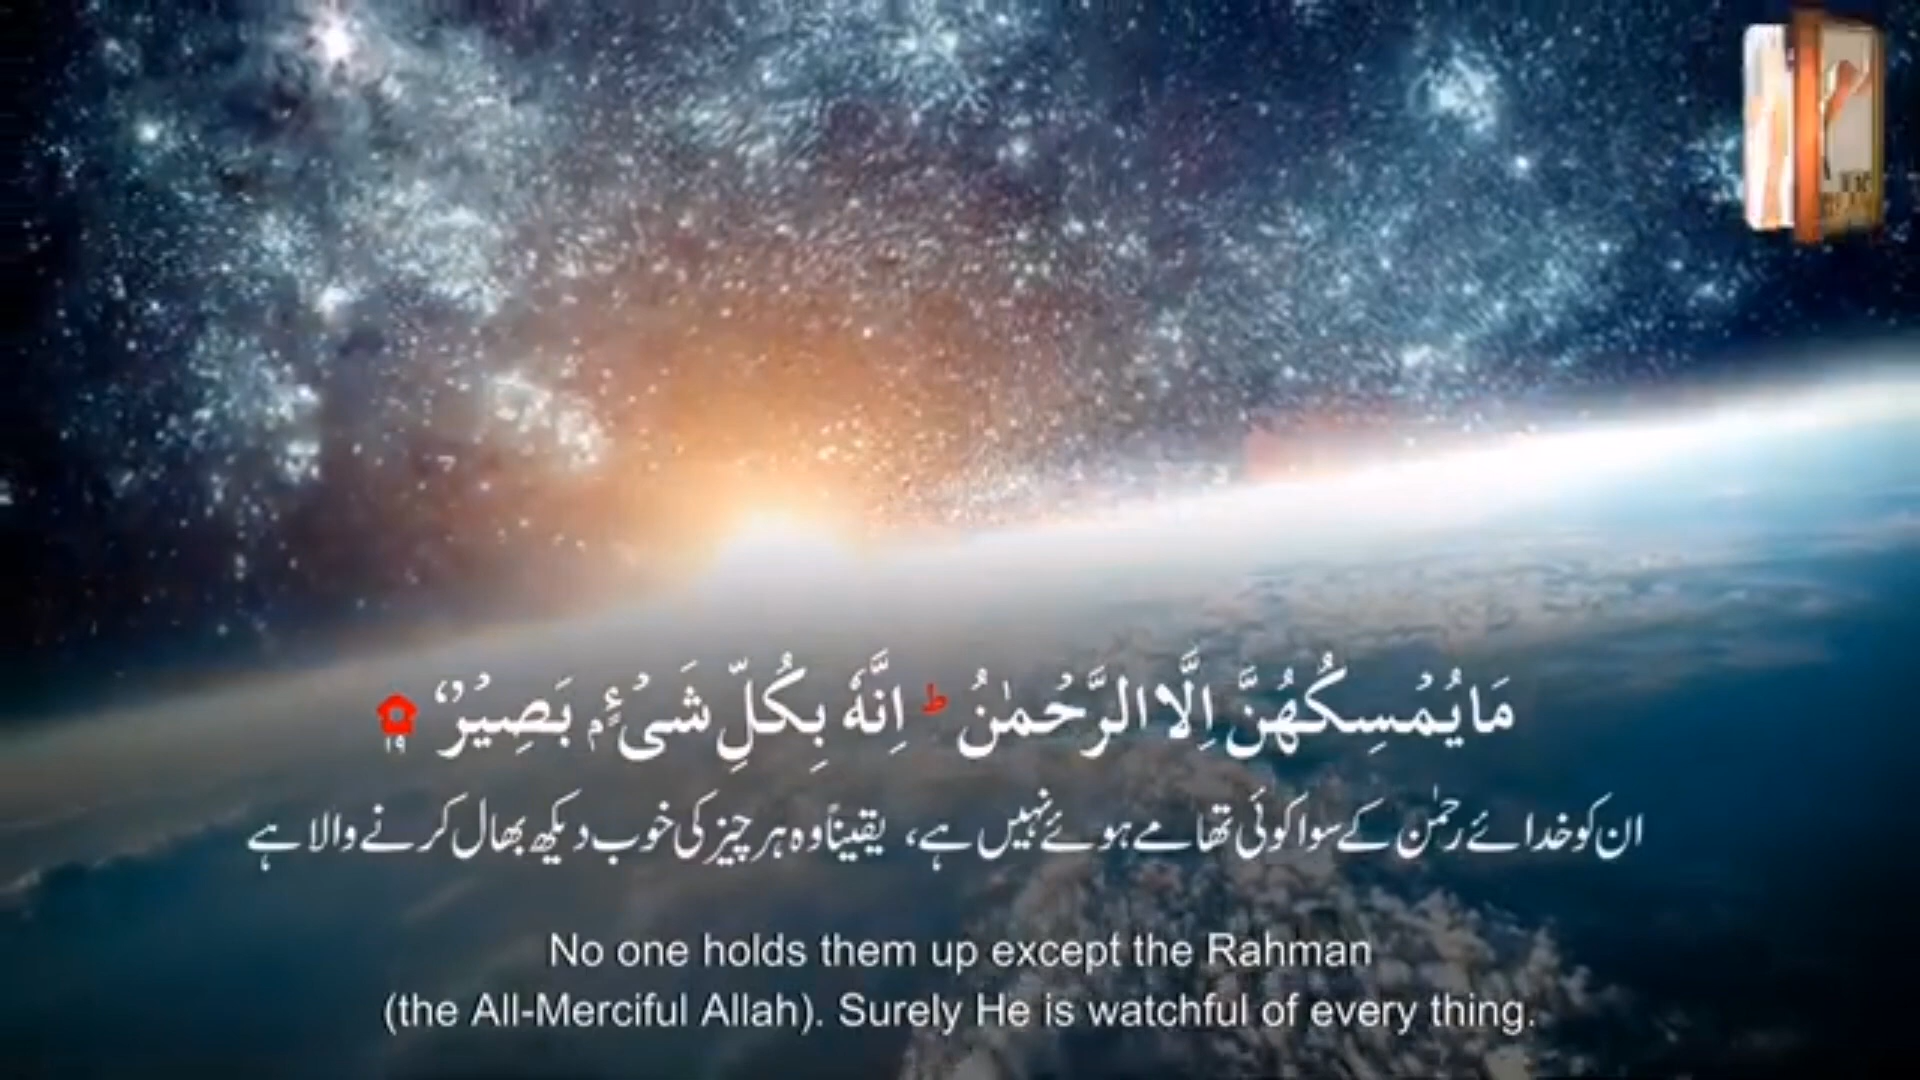 مَا یُمْسِکُهُنَّ اِلَّا الرَّحْمٰنُ ؕ اِنَّهٗ بِکُلِّ شَیْءٍۭ بَصِیْرٌ ۝۱۹
ان کو خدائے رحمٰن کے سوا کوئی تھامے ہوئے نہیں ہے، یقیناً وہ ہر چیز کی خوب دیکھ بھال کرنے والا ہے
No one holds them up except the Rahman
(the All-Merciful Allah). Surely He is watchful of every thing.